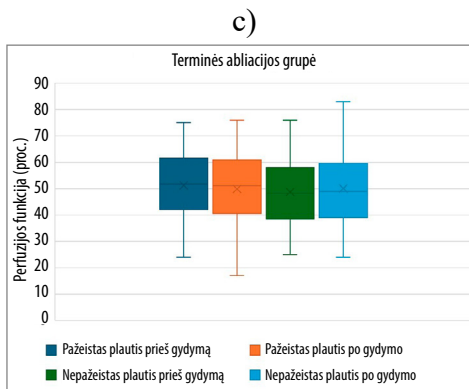 c)
Terminės abliacijos grupė
Perfuzijos funkcija (proc.)
90
80
70
60
50
40
30
20
10
0
Pažeistas plautis prieš gydymą
Pažeistas plautis po gydymo
Nepažeistas plautis prieš gydymą
Nepažeistas plautis po gydymo